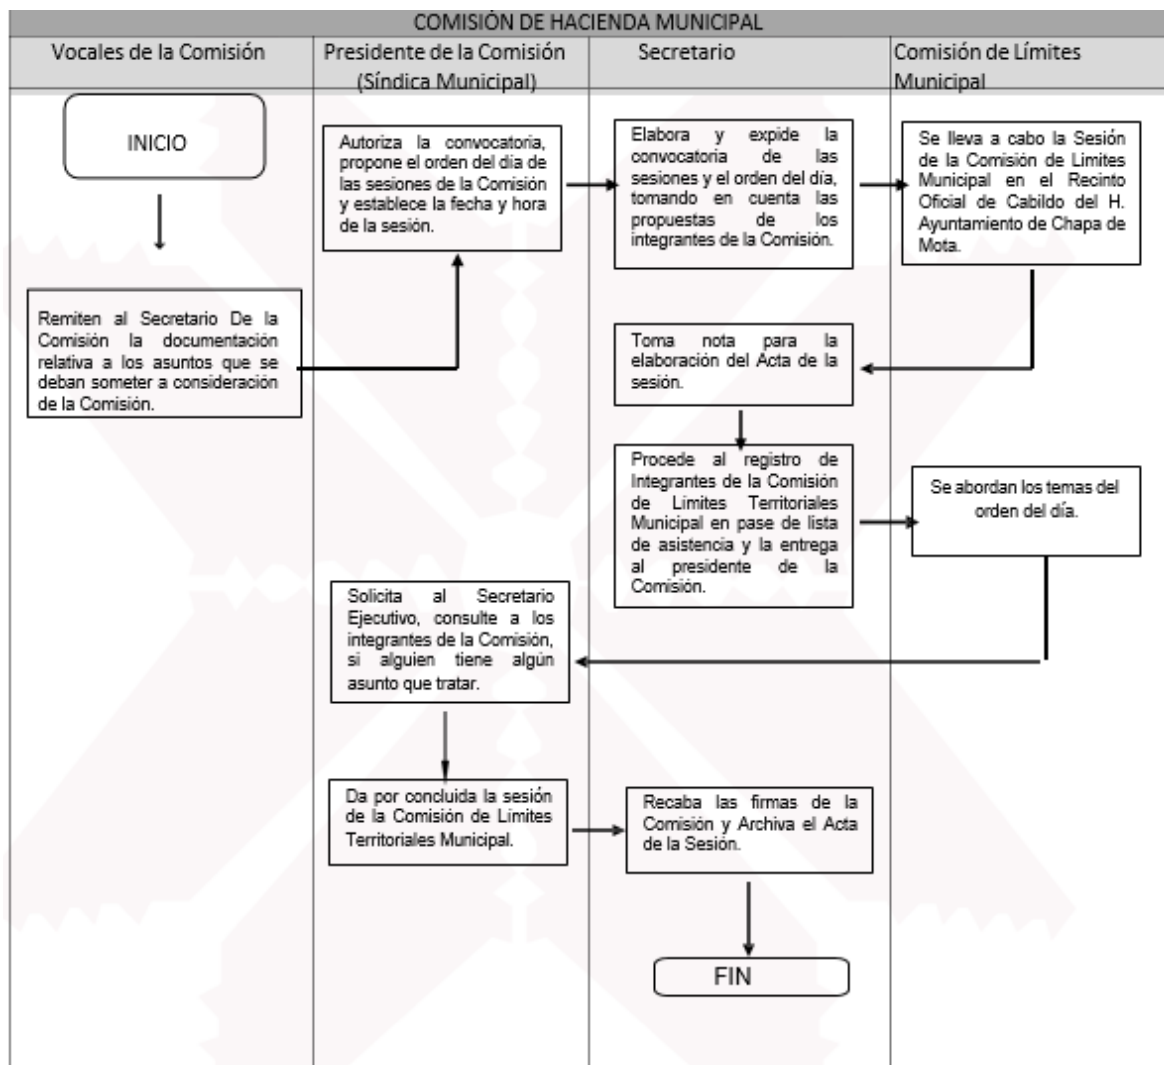 COMISIÓN DE HACIENDA MUNICIPAL
Vocales de la Comisión
Presidente de la Comisión
(Síndica Municipal)
Secretario
Comisión de Límites
Municipal
INICIO
Autoriza la convocatoria,
propone el orden del día de
las sesiones de la Comisión
y establece la fecha y hora
de la sesión.
Elabora y expide la
convocatoria de las
sesiones y el orden del día,
tomando en cuenta las
propuestas de los
integrantes de la Comisión.
Se lleva a cabo la Sesión
de la Comisión de Limites
Municipal en el Recinto
Oficial de Cabildo del H.
Ayuntamiento de Chapa de
Mota.
Remiten al Secretario De la
Comisión la documentación
relativa a los asuntos que se
deban someter a consideración
de la Comisión.
Toma nota para la
elaboración del Acta de la
sesión.
Procede al registro de
Integrantes de la Comisión
de Limites Territoriales
Municipal en pase de lista
de asistencia y la entrega
al presidente de la
Comisión.
Se abordan los temas del
orden del día.
Solicita al Secretario
Ejecutivo, consulte a los
integrantes de la Comisión,
si alguien tiene algún
asunto que tratar.
Da por concluida la sesión
de la Comisión de Limites
Territoriales Municipal.
Recaba las firmas de la
Comisión y Archiva el Acta
de la Sesión.
FIN